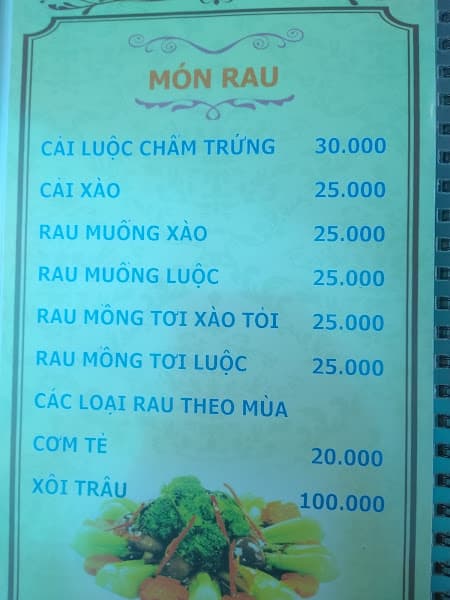 MÓN RAU
CẢI LUỘC CHẤM TRỨNG 30.000
CẢI XÀO 25.000
RAU MUỐNG XÀO 25.000
RAU MUỐNG LUỘC 25.000
RAU MỒNG TƠI XÀO TỎI 25.000
RAU MỒNG TƠI LUỘC 25.000
CÁC LOẠI RAU THEO MÙA
CƠM TẺ 20.000
XÔI TRÂU 100.000